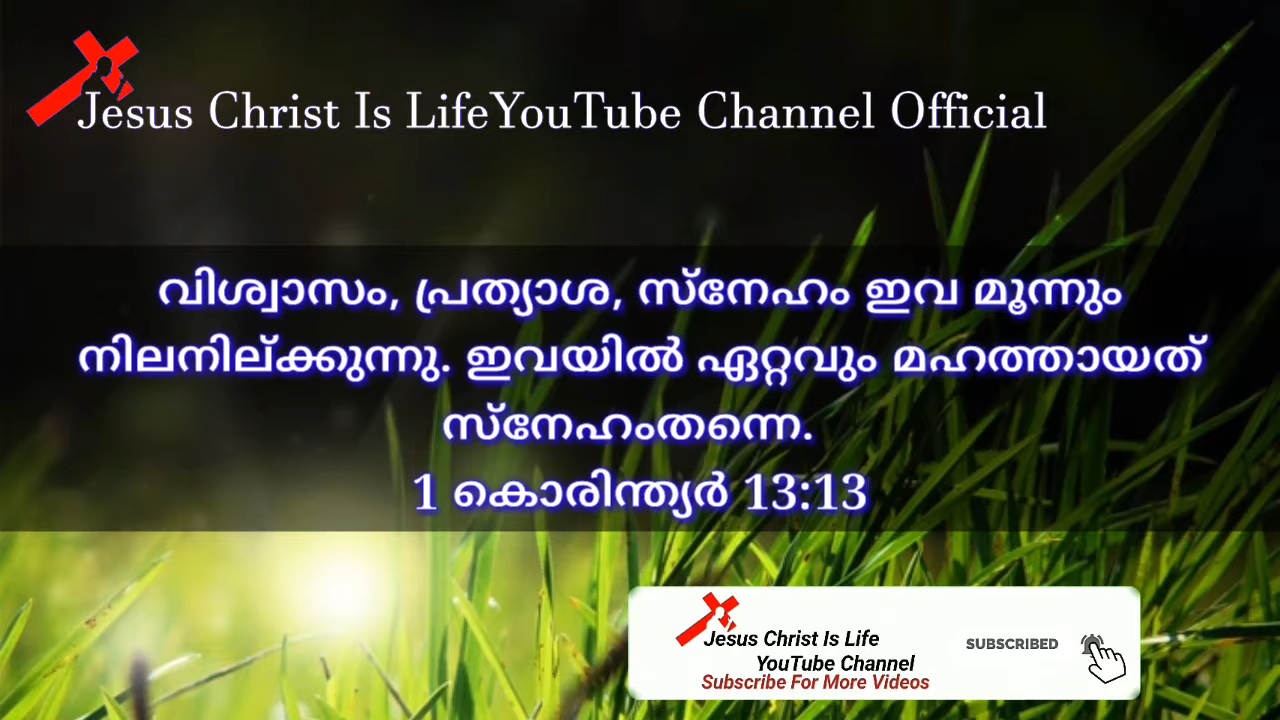 Jesus Christ Is LifeYouTube Channel Official
വിശ്വാസം, പ്രത്യാശ, സ്നേഹം ഇവ മൂന്നും
നിലനില്ക്കുന്നു. ഇവയിൽ ഏറ്റവും മഹത്തായത്
സ്നേഹംതന്നെ.
1 കൊരിന്ത്യർ 13:13
Jesus Christ Is Life
YouTube Channel
Subscribe For More Videos
SUBSCRIBED